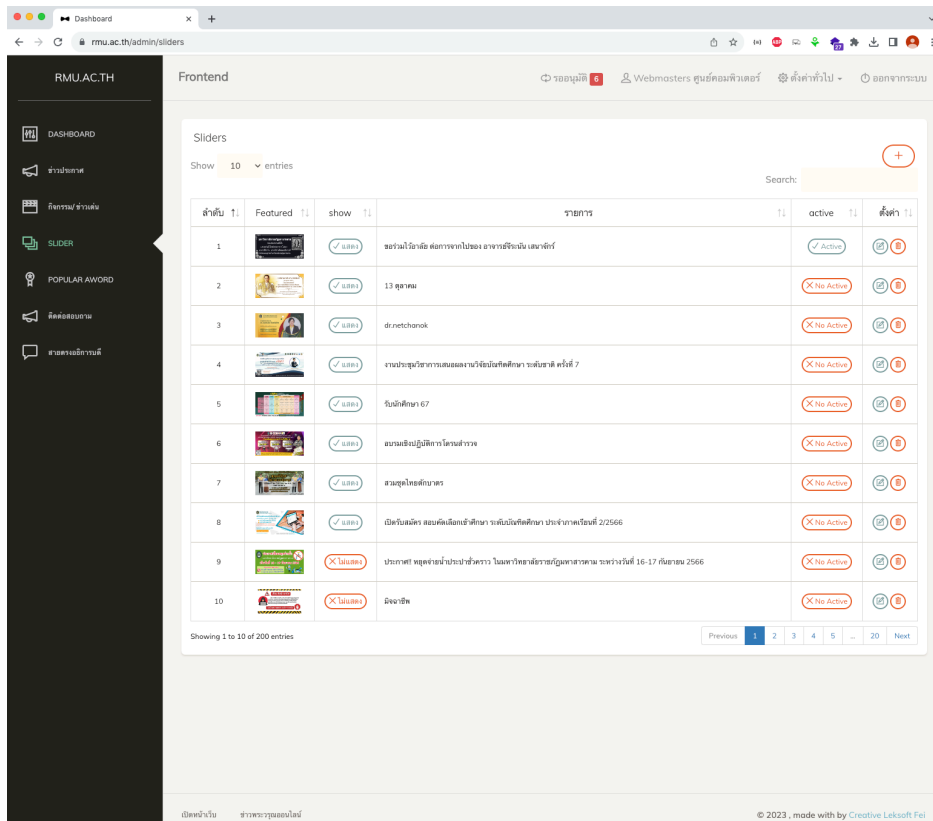 Dashboard
rmu.ac.th/admin/sliders
ABP
27
RMU.AC.TH
Frontend
รออนุมัติ 6
Webmasters ศูนย์คอมพิวเตอร์
ตั้งค่าทั่วไป
ออกจากระบบ
DASHBOARD
ข่าวประกาศ
กิจกรรม/ข่าวเด่น
SLIDER
POPULAR AWORD
ติดต่อสอบถาม
สายตรงอธิการบดี
Sliders
Show 10 entries
Search:
ลำดับ Featured show รายการ active ตั้งค่า
1 แสดง ขอร่วมไว้อาลัย ต่อการจากไปของ อาจารย์จีระนัน เสนาจักร์ Active
2 แสดง 13 ตุลาคม No Active
3 แสดง dr.netchanok No Active
4 แสดง งานประชุมวิชาการเสนอผลงานวิจัยบัณฑิตศึกษา ระดับชาติ ครั้งที่ 7 No Active
5 แสดง รับนักศึกษา 67 No Active
6 แสดง อบรมเชิงปฏิบัติการโดรนสำรวจ No Active
7 แสดง สวมชุดไทยตักบาตร No Active
8 แสดง เปิดรับสมัคร สอบคัดเลือกเข้าศึกษา ระดับบัณฑิตศึกษา ประจำภาคเรียนที่ 2/2566 No Active
9 ไม่แสดง ประกาศ!! หยุดจ่ายน้ำประปาชั่วคราว ในมหาวิทยาลัยราชภัฏมหาสารคาม ระหว่างวันที่ 16-17 กันยายน 2566 No Active
10 ไม่แสดง มิจฉาชีพ No Active
Showing 1 to 10 of 200 entries
Previous 1 2 3 4 5 … 20 Next
เปิดหน้าเว็บ ข่าวพระวรุณออนไลน์
© 2023 , made with by Creative Leksoft Fei